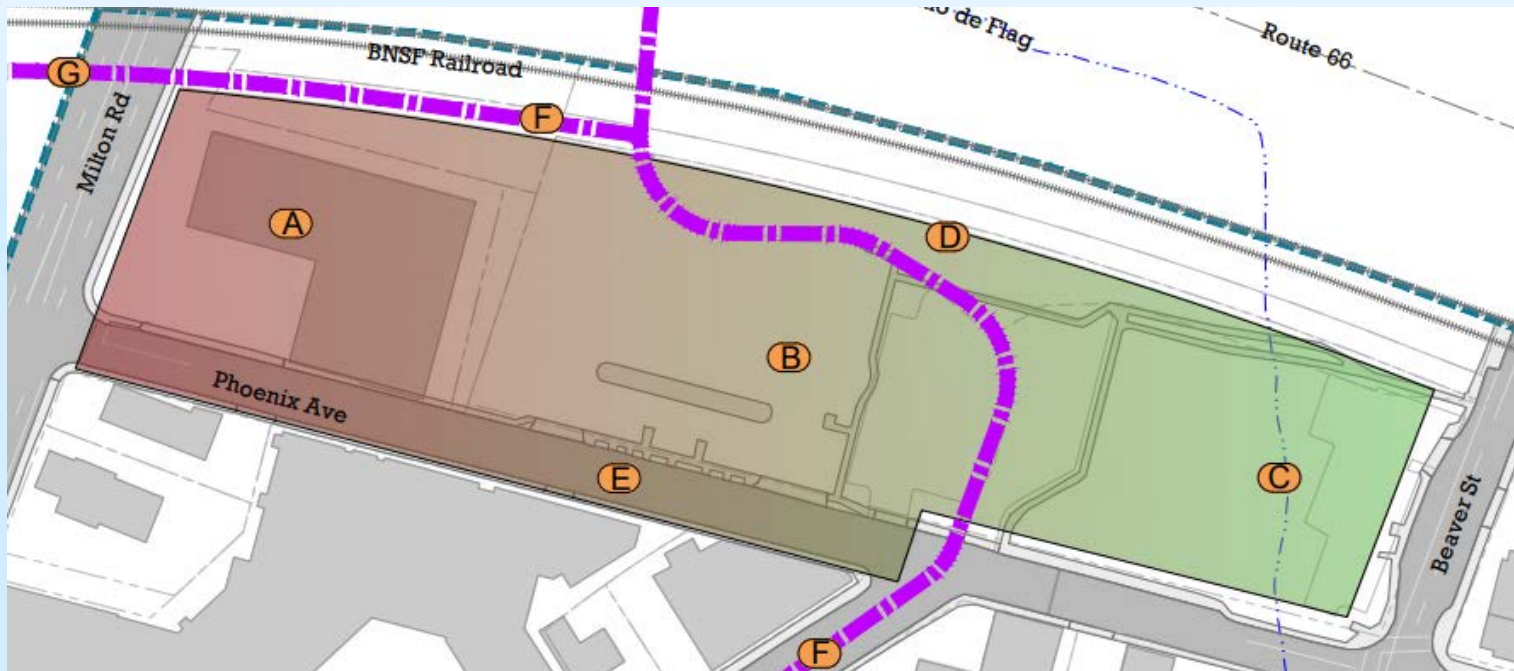 o de Flag
Route 66
BNSF Railroad
G
Milton Rd
F
A
D
B
Phoenix Ave
E
C
Beaver St
F